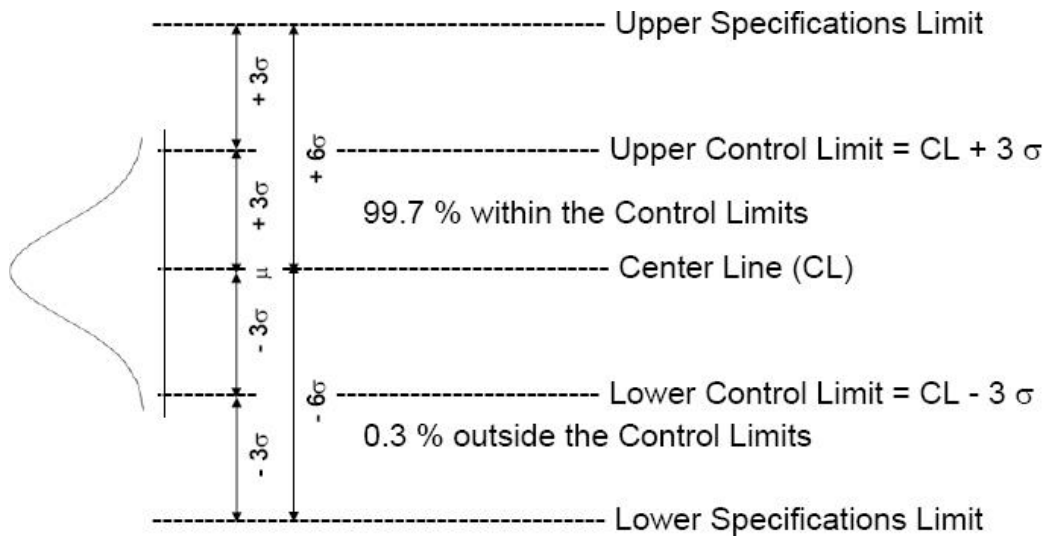 Upper Specifications Limit
+ 3σ
Upper Control Limit = CL + 3 σ
+ 6σ
+ 3σ
99.7 % within the Control Limits
μ
Center Line (CL)
- 3σ
Lower Control Limit = CL - 3 σ
- 6σ
0.3 % outside the Control Limits
- 3σ
Lower Specifications Limit